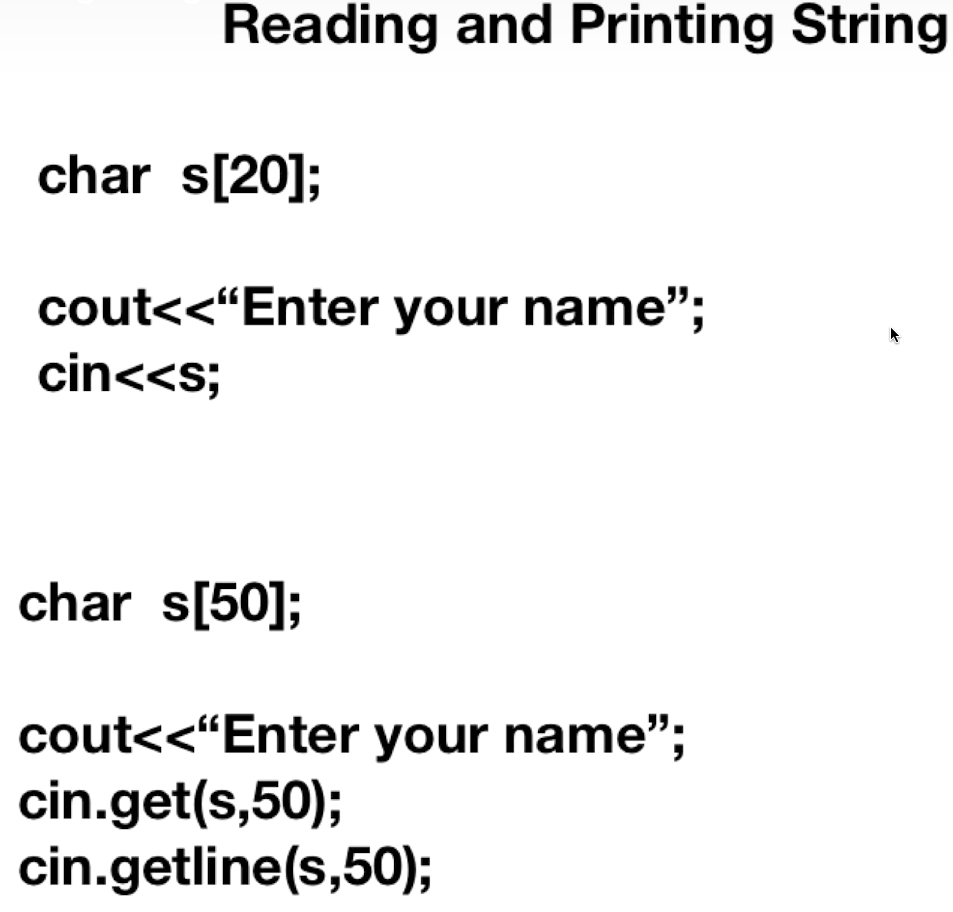 Reading and Printing String
char s[20];
cout<<“Enter your name”;
cin<<s;
char s[50];
cout<<“Enter your name”;
cin.get(s,50);
cin.getline(s,50);